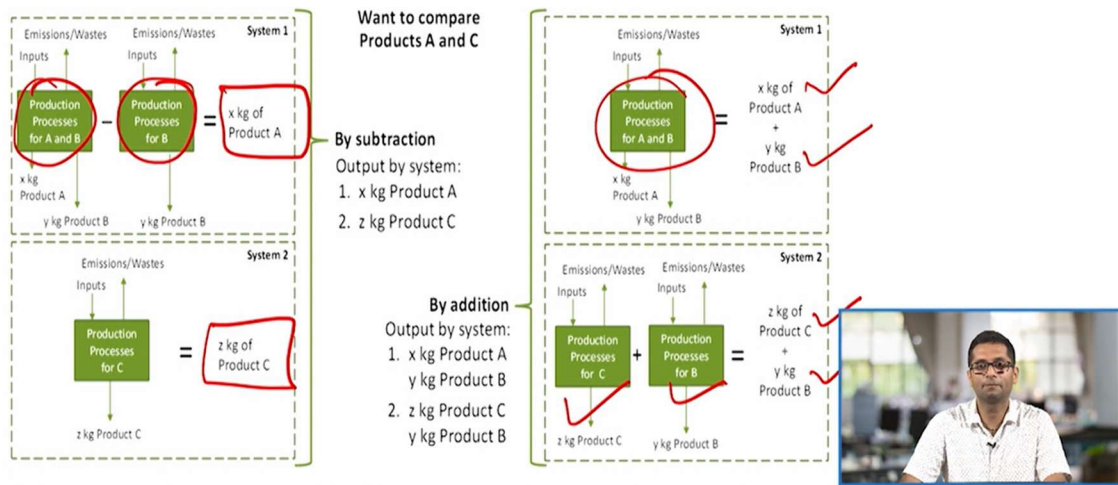 Want to compare
Products A and C
System 1
Emissions/Wastes
Emissions/Wastes
Inputs
Inputs
Production
Processes
for A and B
–
Production
Processes
for B
=
x kg of
Product A
x kg
Product A
y kg Product B
y kg Product B
System 2
Emissions/Wastes
Inputs
Production
Processes
for C
=
z kg of
Product C
z kg Product C
By subtraction
Output by system:
1. x kg Product A
2. z kg Product C
By addition
Output by system:
1. x kg Product A
y kg Product B
2. z kg Product C
y kg Product B
System 1
Emissions/Wastes
Inputs
Production
Processes
for A and B
=
x kg of
Product A
+
y kg
Product B
x kg
Product A
y kg Product B
System 2
Emissions/Wastes
Emissions/Wastes
Inputs
Inputs
Production
Processes
for C
+
Production
Processes
for B
=
z kg of
Product C
+
y kg
Product B
z kg Product C
y kg Product B